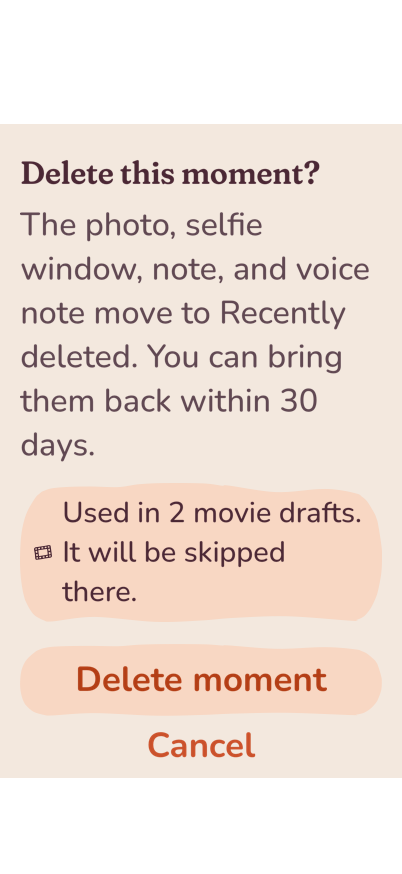 Delete this moment?
The photo, selfie
window, note, and voice
note move to Recently
deleted. You can bring
them back within 30
days.
Used in 2 movie drafts.
It will be skipped
there.
Delete moment
Cancel